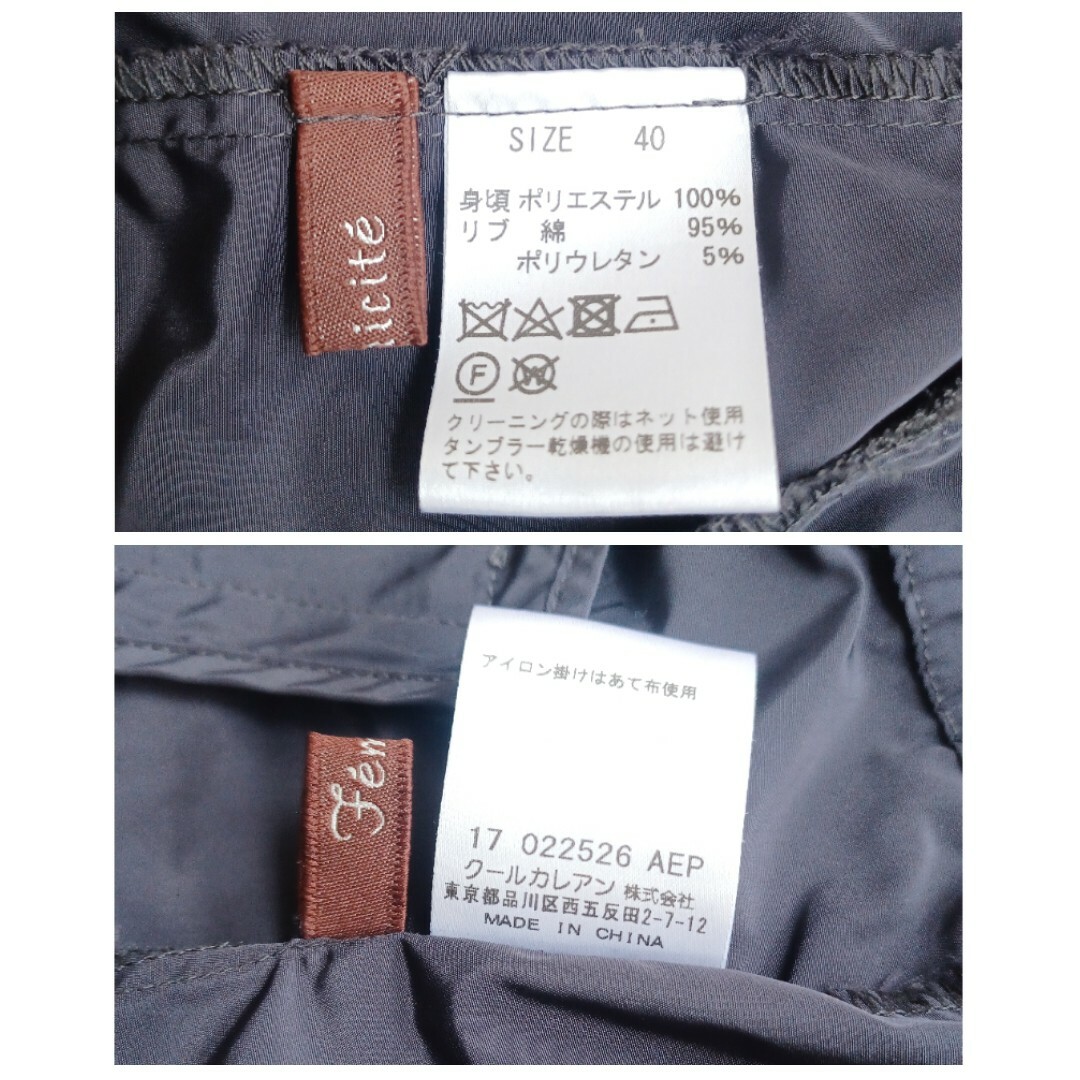 icité
SIZE 40
身頃 ポリエステル 100%
リブ 綿 95%
ポリウレタン 5%
F
W
クリーニングの際はネット使用
タンブラー乾燥機の使用は避け
て下さい。
アイロン掛けはあて布使用
Fém
17 022526 AEP
クールカレアン 株式会社
東京都品川区西五反田2-7-12
MADE IN CHINA